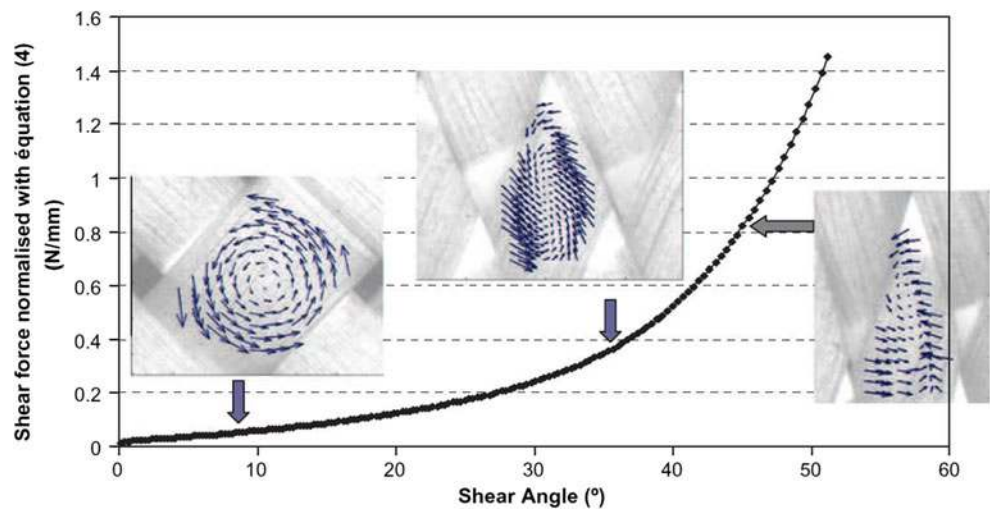 Shear force normalised with équation (4)
(N/mm)
1.6
1.4
1.2
1
0.8
0.6
0.4
0.2
0
0 10 20 30 40 50 60
Shear Angle (º)